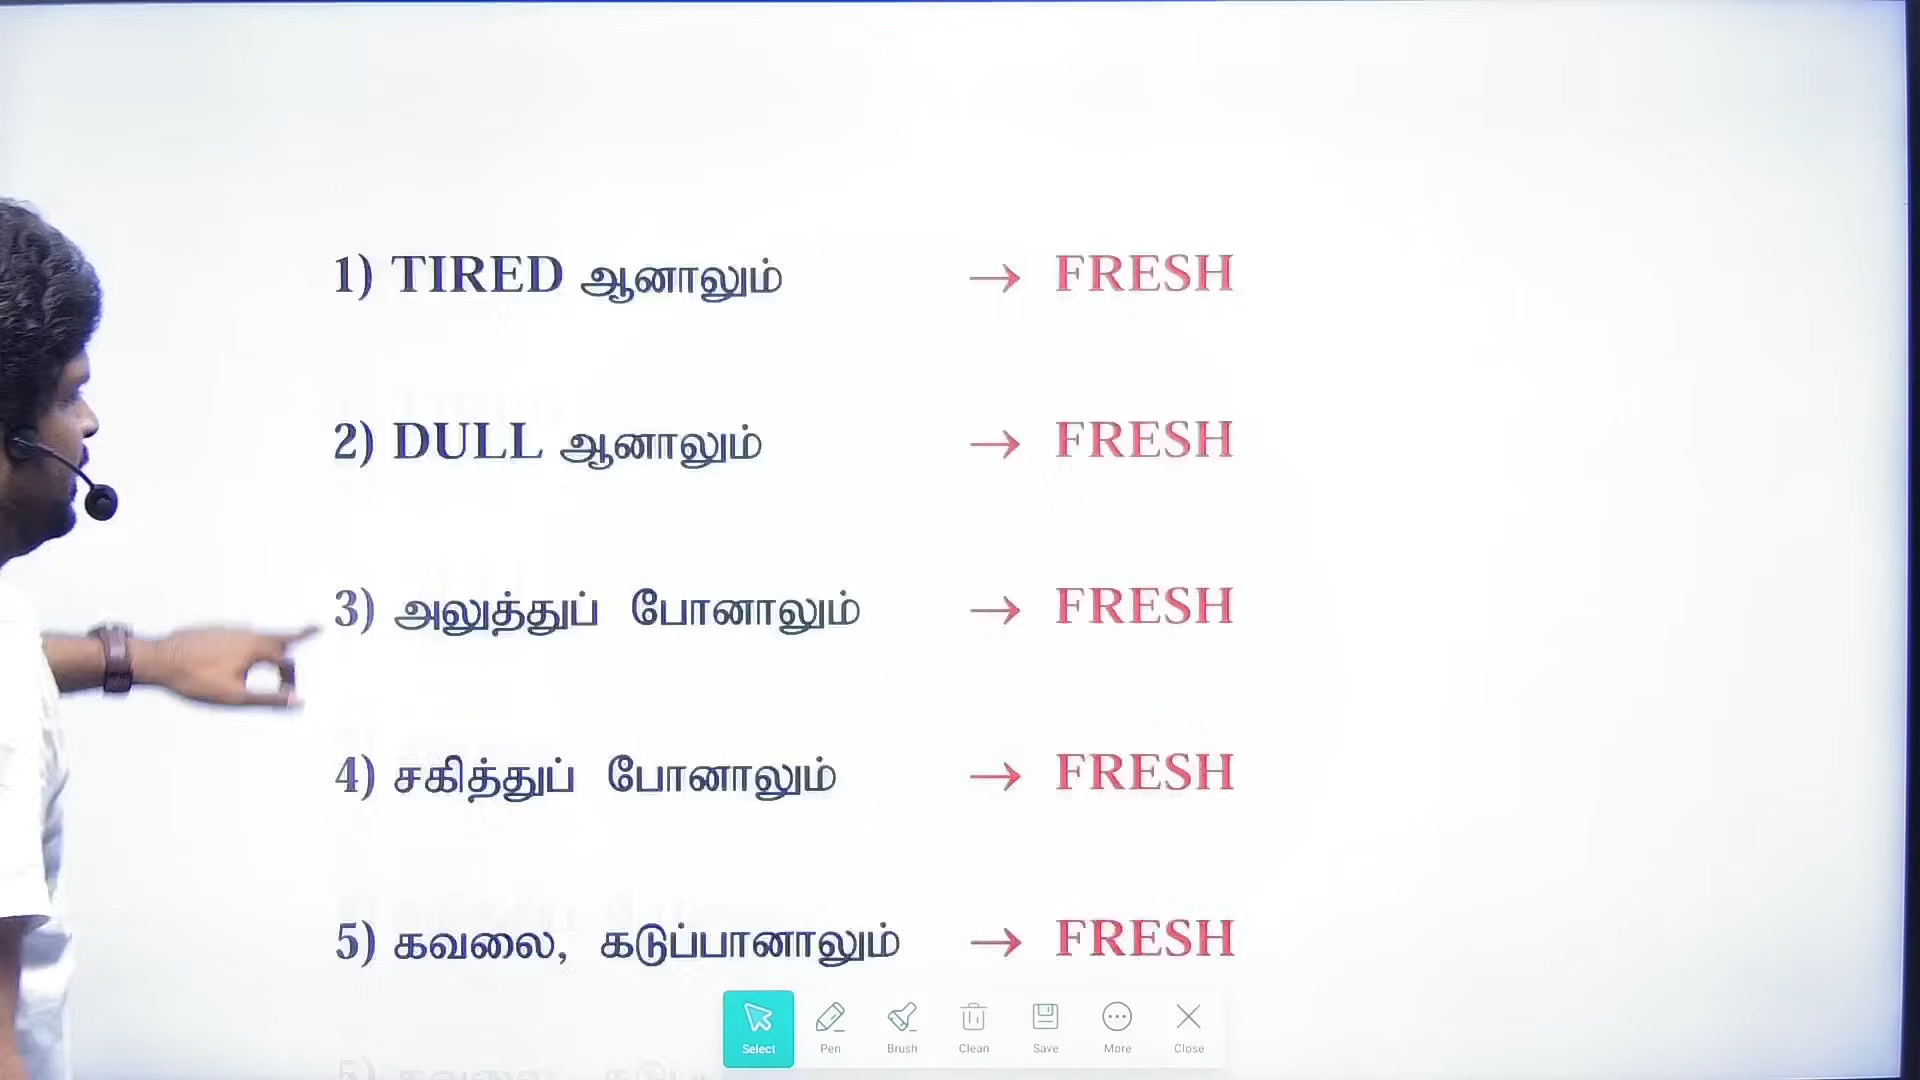 1) TIRED ஆனாலும் → FRESH
2) DULL ஆனாலும் → FRESH
3) அலுத்துப் போனாலும் → FRESH
4) சகித்துப் போனாலும் → FRESH
5) கவலை, கடுப்பானாலும் → FRESH
Select Pen Brush Clean Save More Close